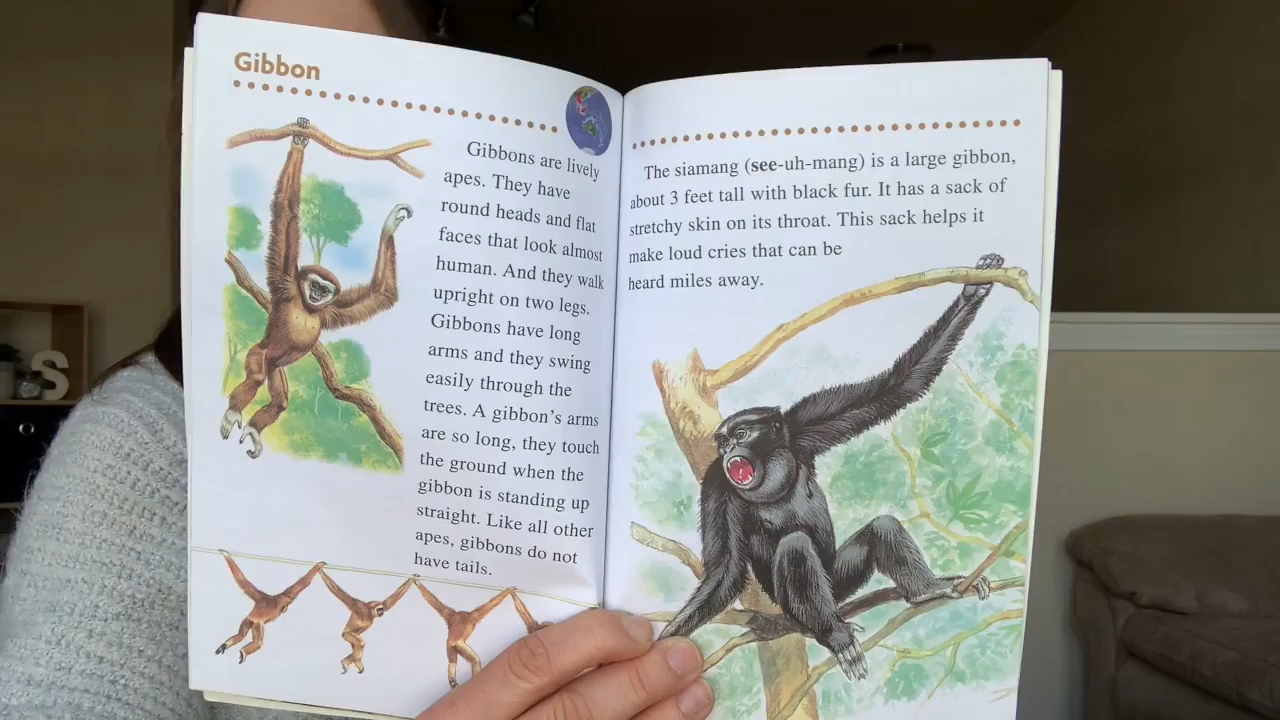 Gibbon
Gibbons are lively
apes. They have
round heads and flat
faces that look almost
human. And they walk
upright on two legs.
Gibbons have long
arms and they swing
easily through the
trees. A gibbon's arms
are so long, they touch
the ground when the
gibbon is standing up
straight. Like all other
apes, gibbons do not
have tails.
The siamang (see-uh-mang) is a large gibbon,
about 3 feet tall with black fur. It has a sack of
stretchy skin on its throat. This sack helps it
make loud cries that can be
heard miles away.
S